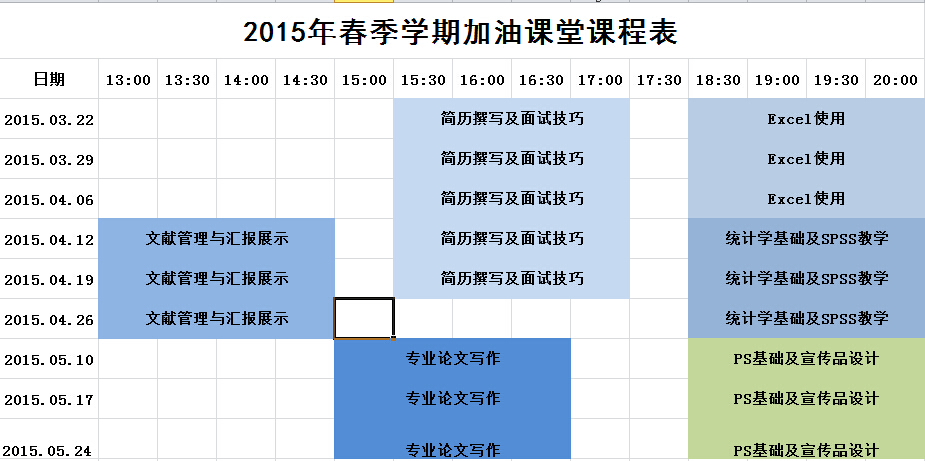 2015年春季学期加油课堂课程表
日期 13:00 13:30 14:00 14:30 15:00 15:30 16:00 16:30 17:00 17:30 18:30 19:00 19:30 20:00
2015.03.22 简历撰写及面试技巧 Excel使用
2015.03.29 简历撰写及面试技巧 Excel使用
2015.04.06 简历撰写及面试技巧 Excel使用
2015.04.12 文献管理与汇报展示 简历撰写及面试技巧 统计学基础及SPSS教学
2015.04.19 文献管理与汇报展示 简历撰写及面试技巧 统计学基础及SPSS教学
2015.04.26 文献管理与汇报展示 统计学基础及SPSS教学
2015.05.10 专业论文写作 PS基础及宣传品设计
2015.05.17 专业论文写作 PS基础及宣传品设计
2015.05.24 专业论文写作 PS基础及宣传品设计